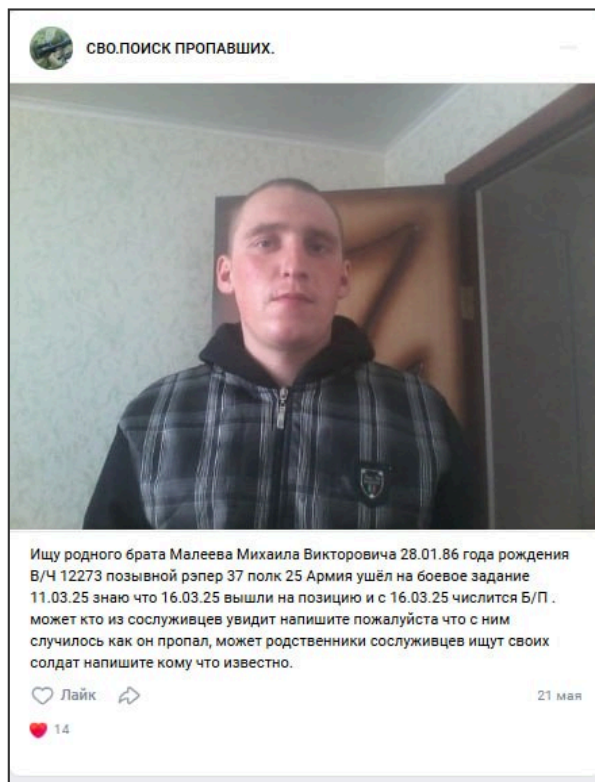 СВО.ПОИСК ПРОПАВШИХ.
Ищу родного брата Малеева Михаила Викторовича 28.01.86 года рождения
В/Ч 12273 позывной рэпер 37 полк 25 Армия ушёл на боевое задание
11.03.25 знаю что 16.03.25 вышли на позицию и с 16.03.25 числится Б/П .
может кто из сослуживцев увидит напишите пожалуйста что с ним
случилось как он пропал, может родственники сослуживцев ищут своих
солдат напишите кому что известно.
Лайк
21 мая
14